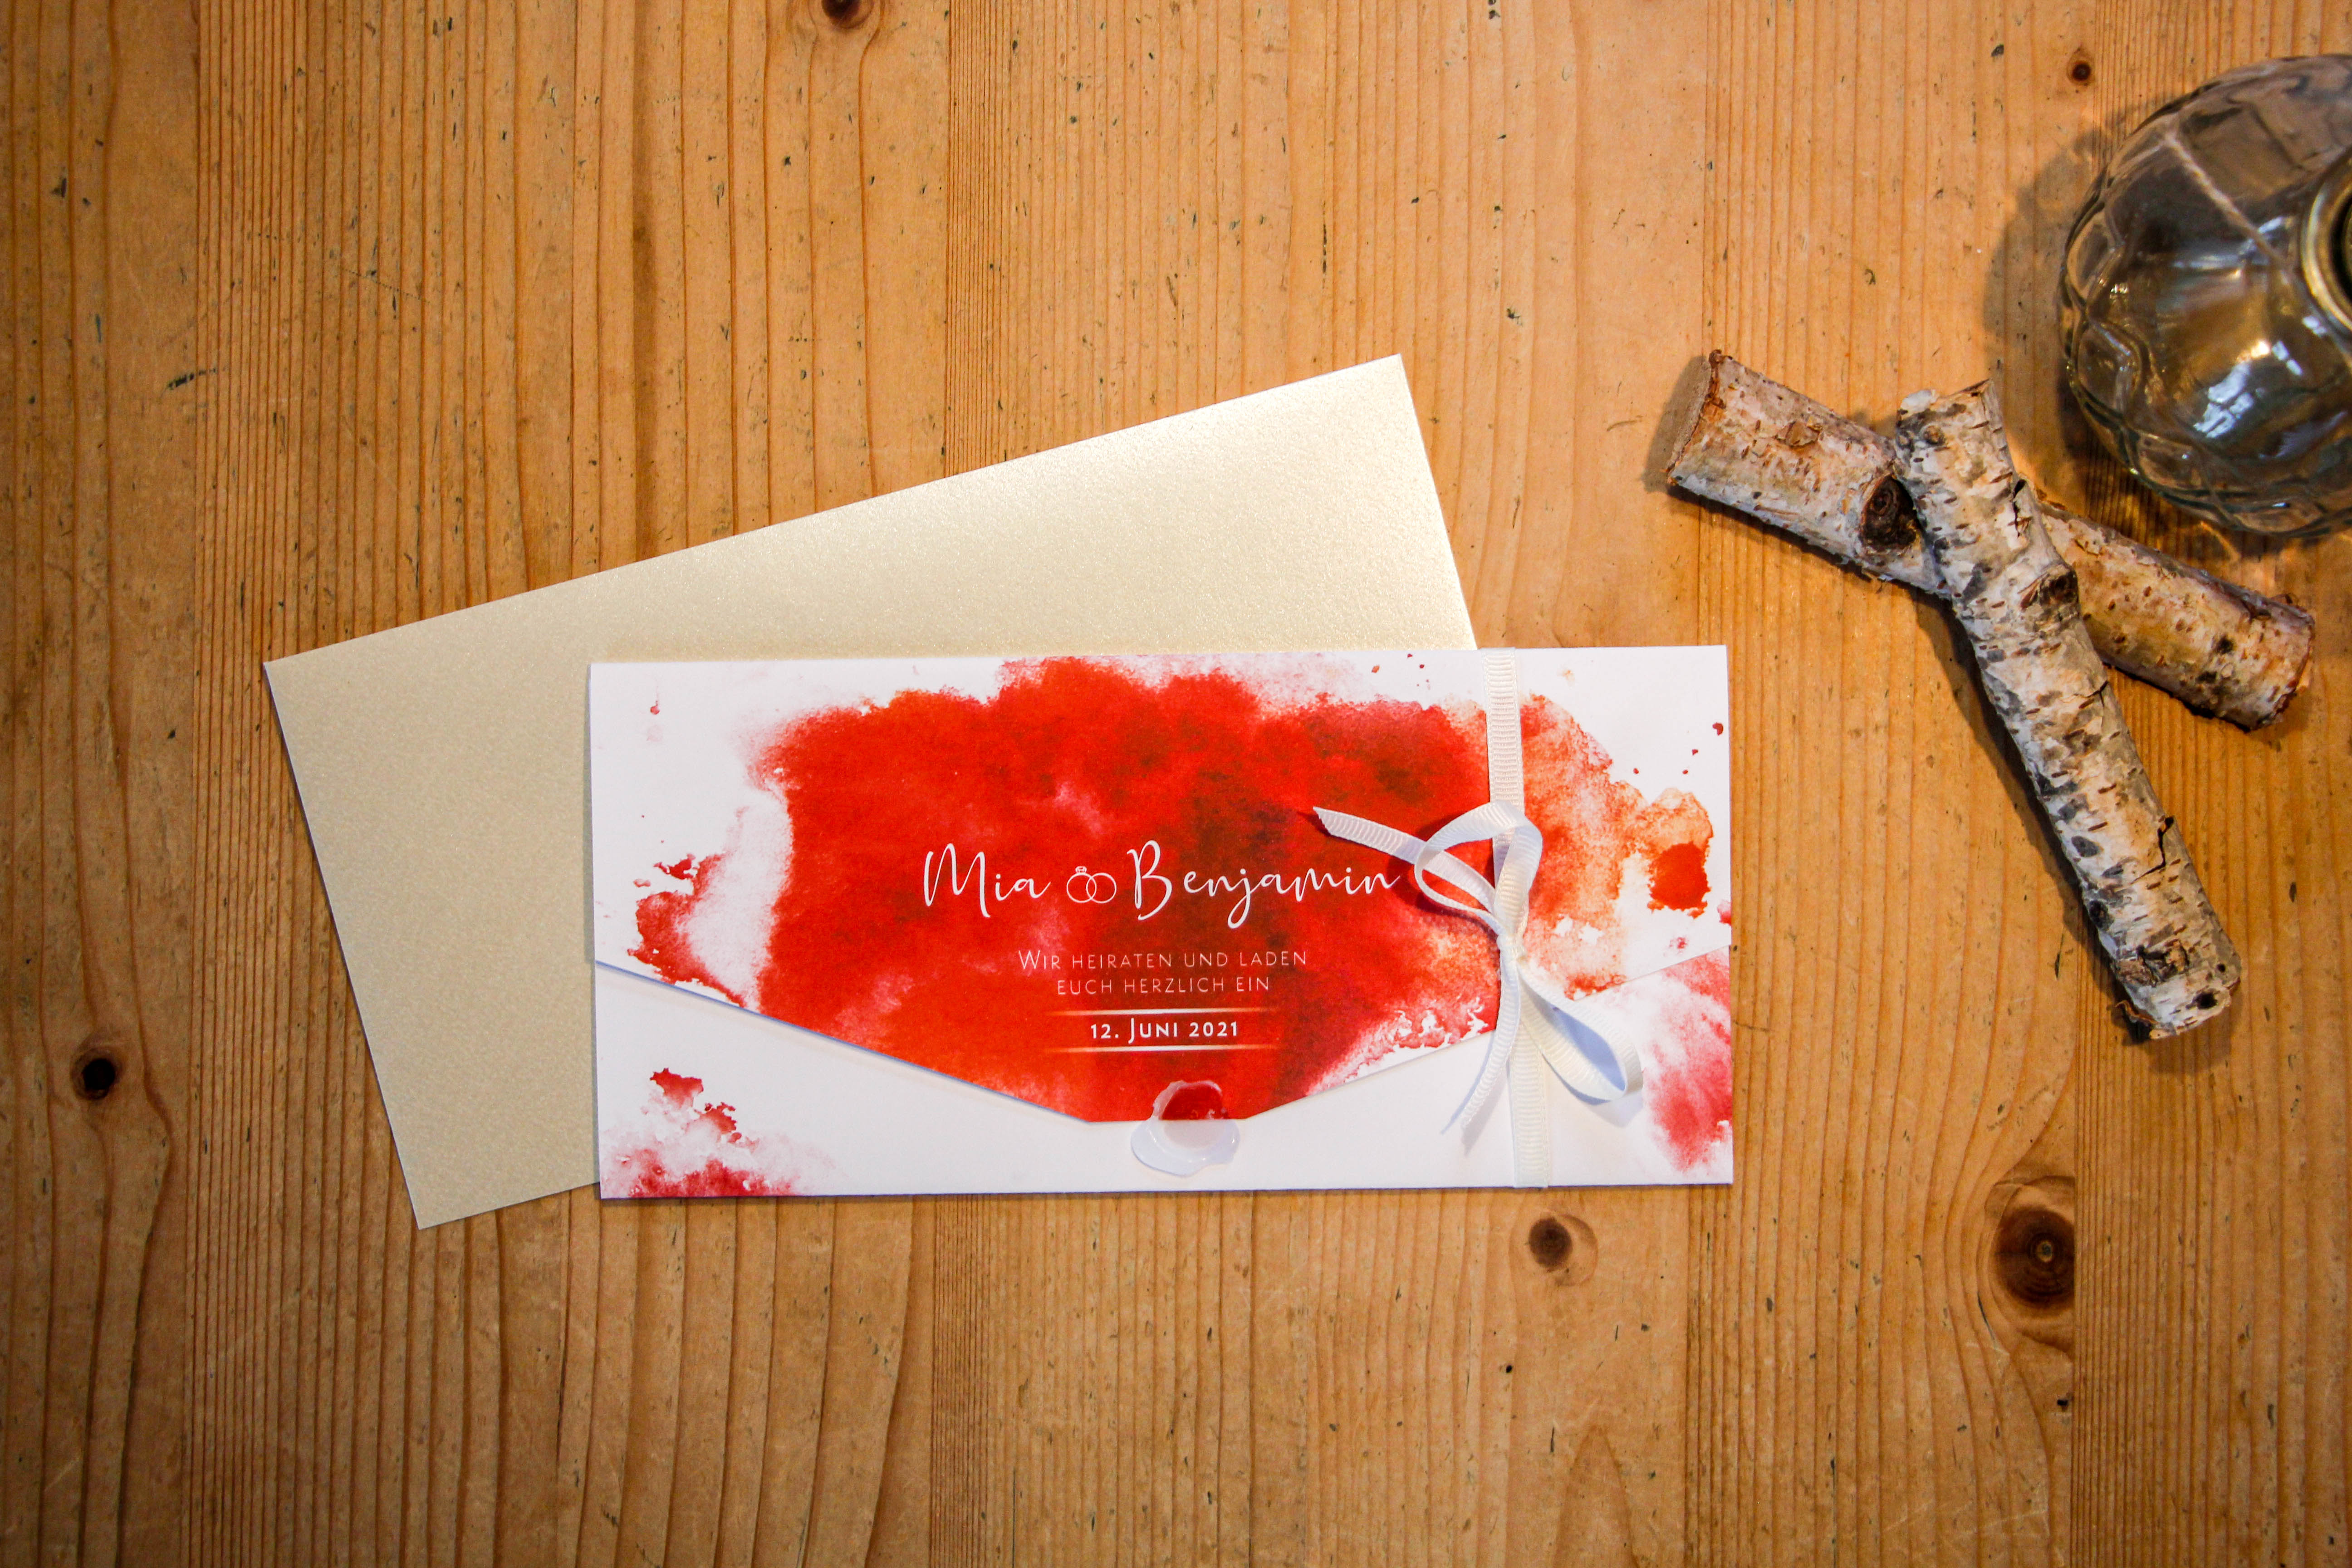 Mia Benjamin
Wir heiraten und laden
euch herzlich ein
12. Juni 2021